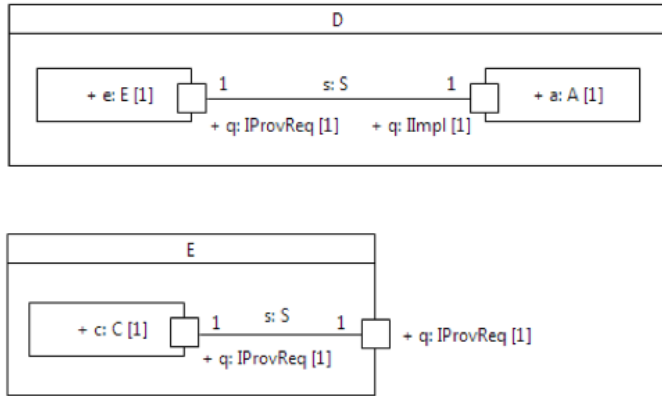 D
+ e: E [1]
1
s: S
1
+ a: A [1]
+ q: IProvReq [1]
+ q: IImpl [1]
E
+ c: C [1]
1
s: S
1
+ q: IProvReq [1]
+ q: IProvReq [1]